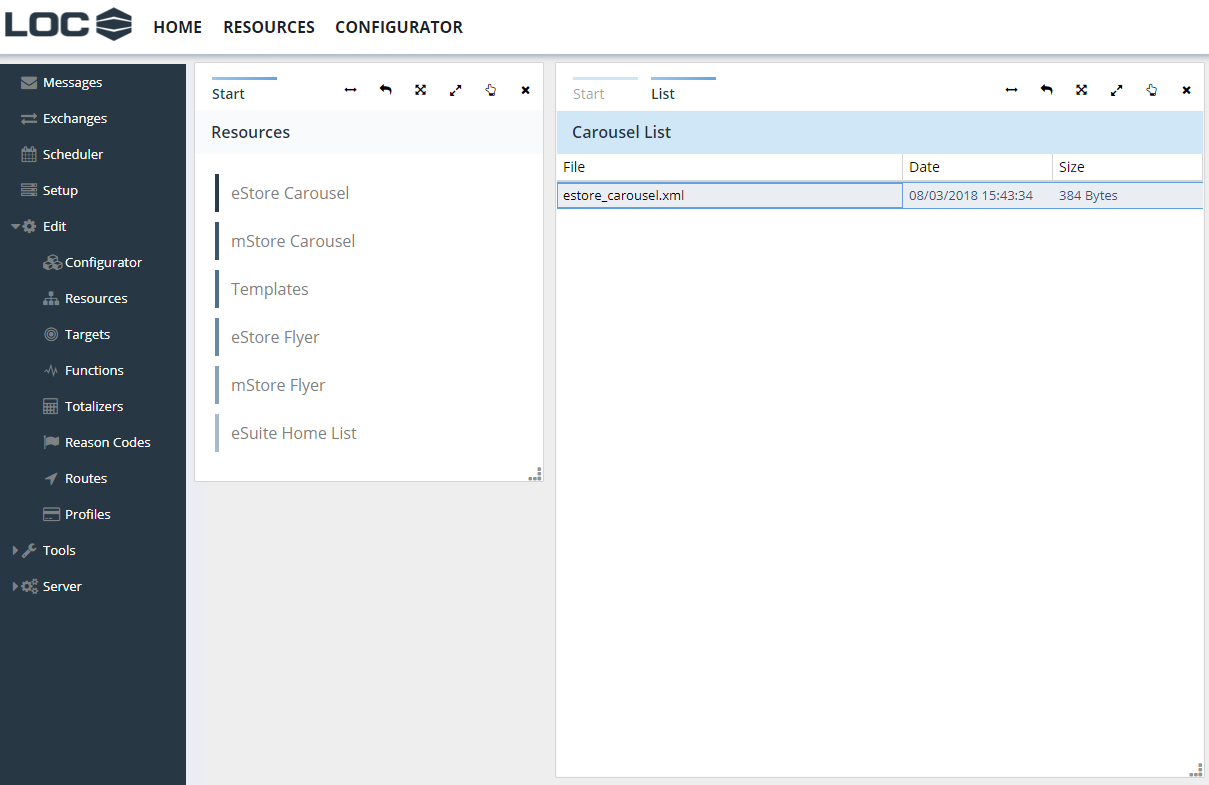 LOC HOME RESOURCES CONFIGURATOR
Messages
Exchanges
Scheduler
Setup
Edit
Configurator
Resources
Targets
Functions
Totalizers
Reason Codes
Routes
Profiles
Tools
Server
Start
Resources
eStore Carousel
mStore Carousel
Templates
eStore Flyer
mStore Flyer
eSuite Home List
Start List
Carousel List
File Date Size
estore_carousel.xml 08/03/2018 15:43:34 384 Bytes